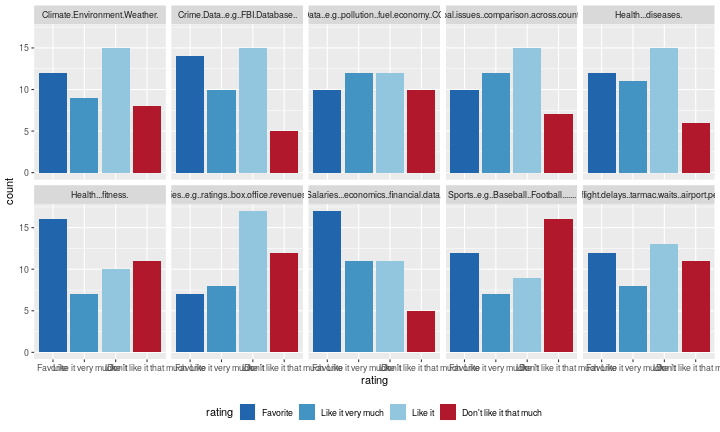 Climate.Environment.Weather.
Crime.Data..e.g..FBI.Database..
ata..e.g..pollution..fuel.economy..CO
al.issues..comparison.across.count
Health...diseases.
15
10
5
0
Health...fitness.
ies..e.g..ratings..box.office.revenues
Salaries...economics..financial.data.
Sports..e.g..Baseball..Football.......
flight.delays..tarmac.waits..airport.pe
15
10
5
0
count
rating
rating Favorite Like it very much Like it Don't like it that much